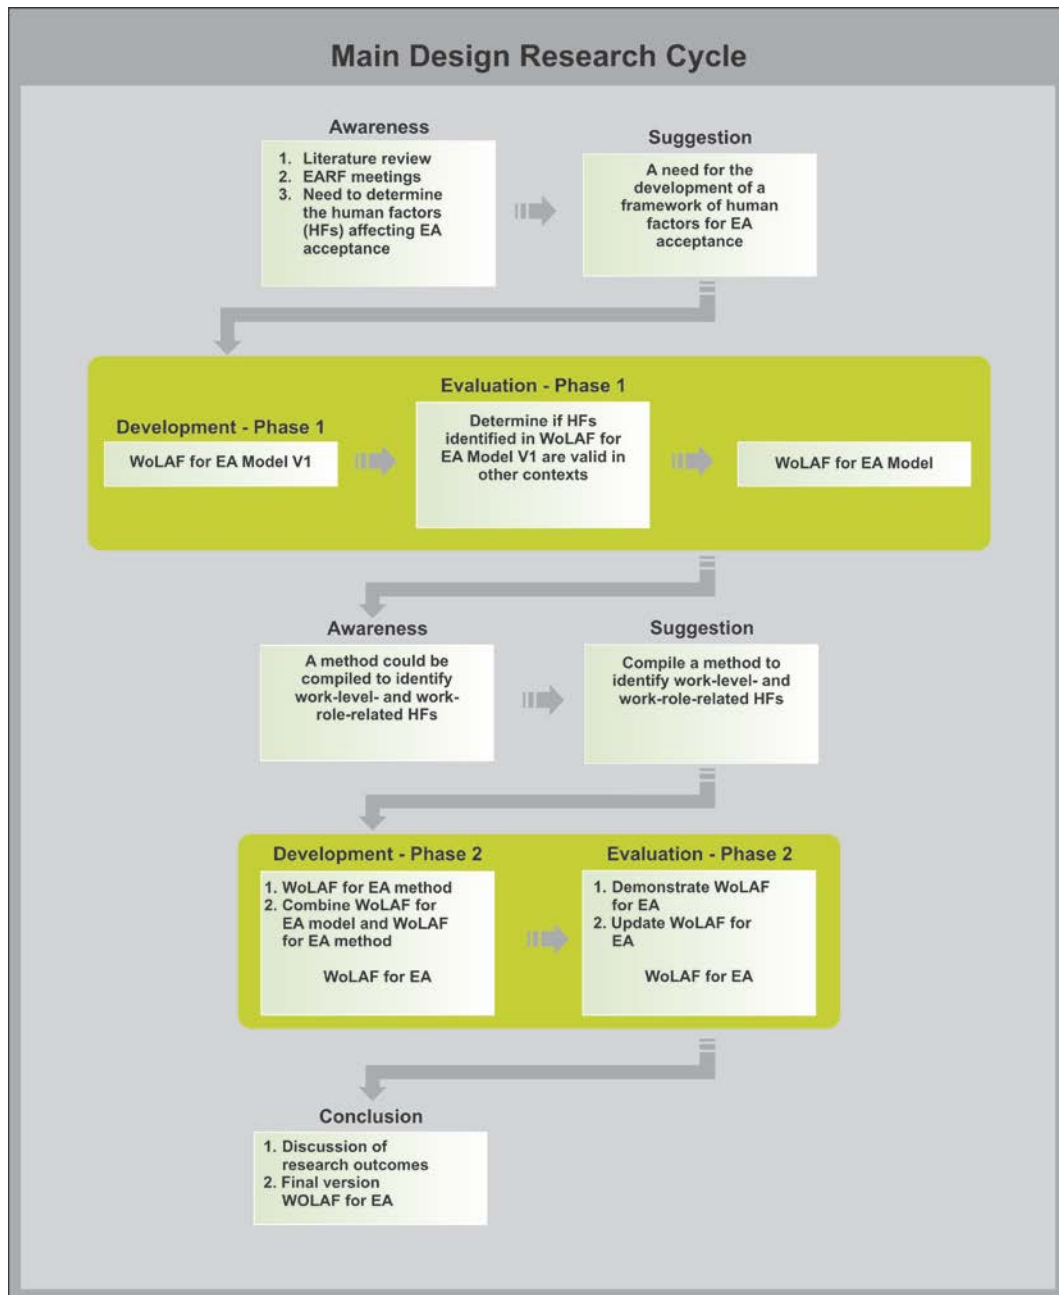 Main Design Research Cycle
Awareness
1. Literature review
2. EARF meetings
3. Need to determine
the human factors
(HFs) affecting EA
acceptance
Suggestion
A need for the
development of a
framework of human
factors for EA
acceptance
Development - Phase 1
WoLAF for EA Model V1
Evaluation - Phase 1
Determine if HFs
identified in WoLAF for
EA Model V1 are valid in
other contexts
WoLAF for EA Model
Awareness
A method could be
compiled to identify
work-level- and work-
role-related HFs
Suggestion
Compile a method to
identify work-level- and
work-role-related HFs
Development - Phase 2
1. WoLAF for EA method
2. Combine WoLAF for
EA model and WoLAF
for EA method
WoLAF for EA
Evaluation - Phase 2
1. Demonstrate WoLAF
for EA
2. Update WoLAF for
EA
WoLAF for EA
Conclusion
1. Discussion of
research outcomes
2. Final version
WOLAF for EA